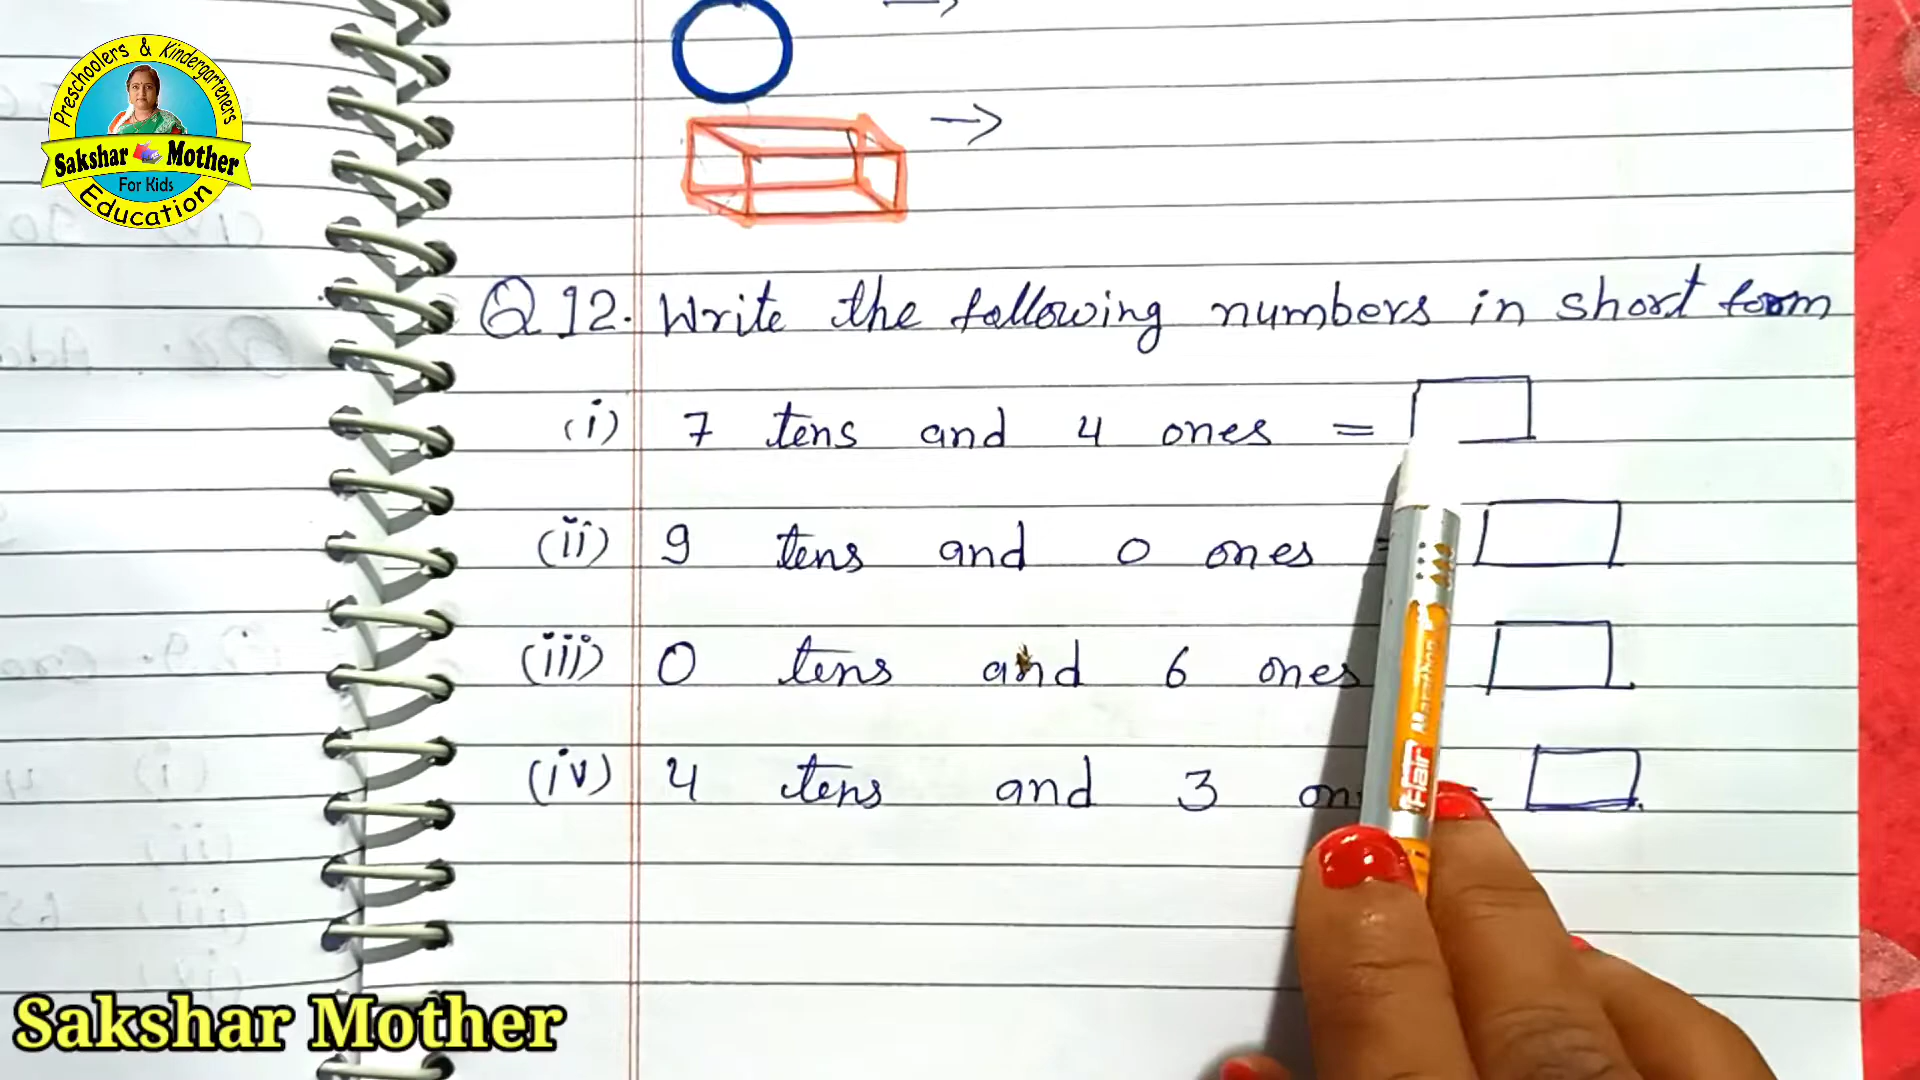 Preschoolers & Kindergarteners
Sakshar Mother
For Kids
Education
Q 12. Write the following numbers in short form
(i) 7 tens and 4 ones =
(ii) 9 tens and 0 ones =
(iii) 0 tens and 6 ones
(iv) 4 tens and 3 on =
Flair
Sakshar Mother